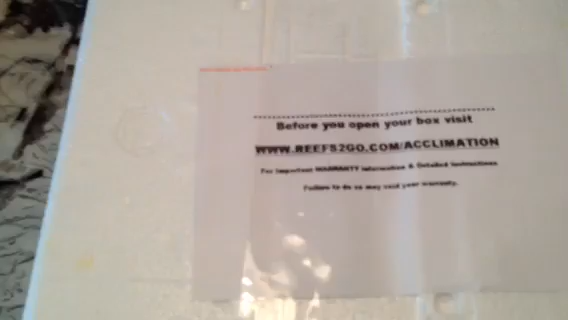 Before you open your box visit
WWW.REEFS2GO.COM/ACCLIMATION
For Important WARRANTY Information & Detailed Instructions
Failure to do so may void your warranty.